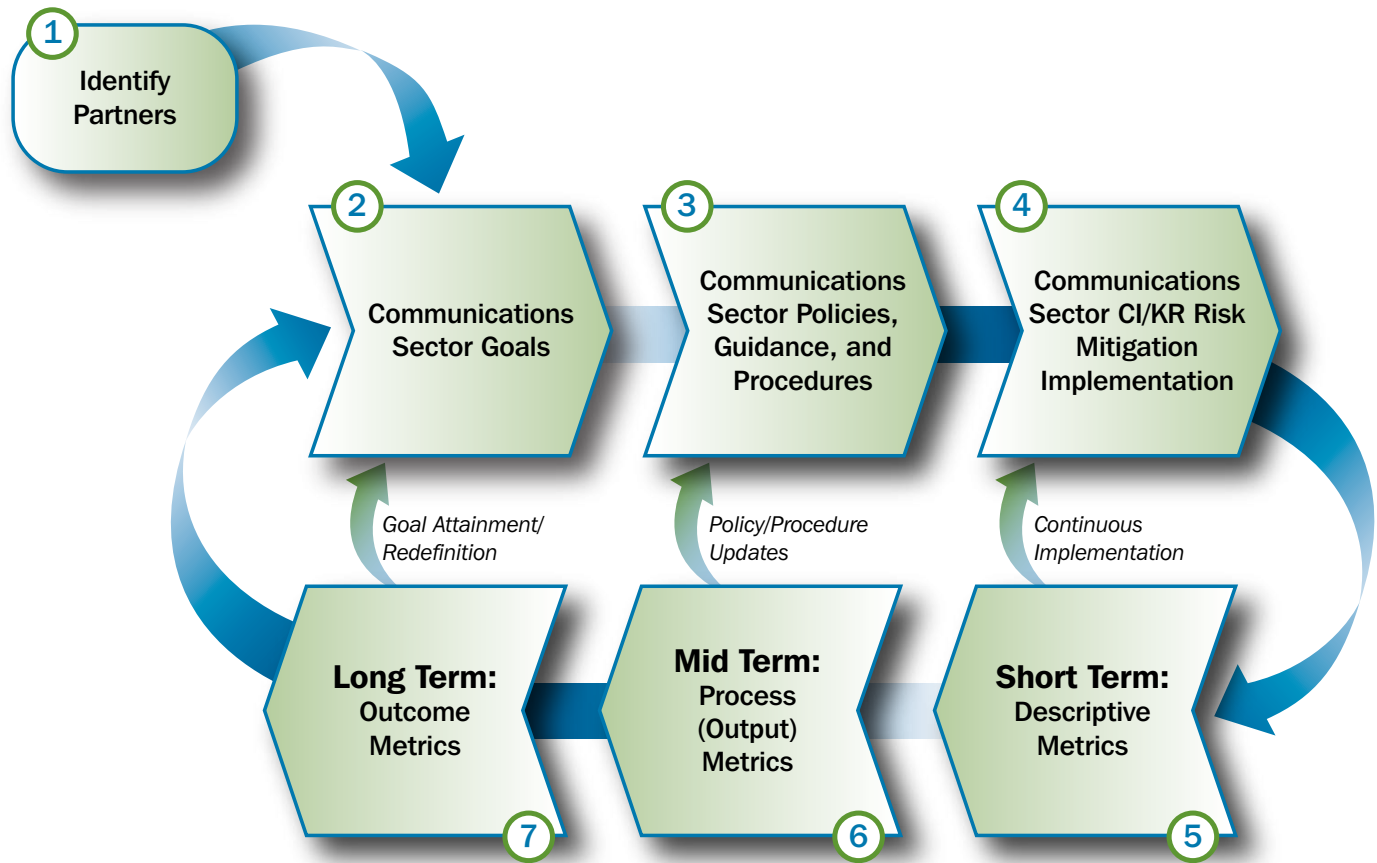 1
Identify
Partners
2
Communications
Sector Goals
3
Communications
Sector Policies,
Guidance, and
Procedures
4
Communications
Sector CI/KR Risk
Mitigation
Implementation
Goal Attainment/
Redefinition
Policy/Procedure
Updates
Continuous
Implementation
Short Term:
Descriptive
Metrics
5
Mid Term:
Process
(Output)
Metrics
6
Long Term:
Outcome
Metrics
7